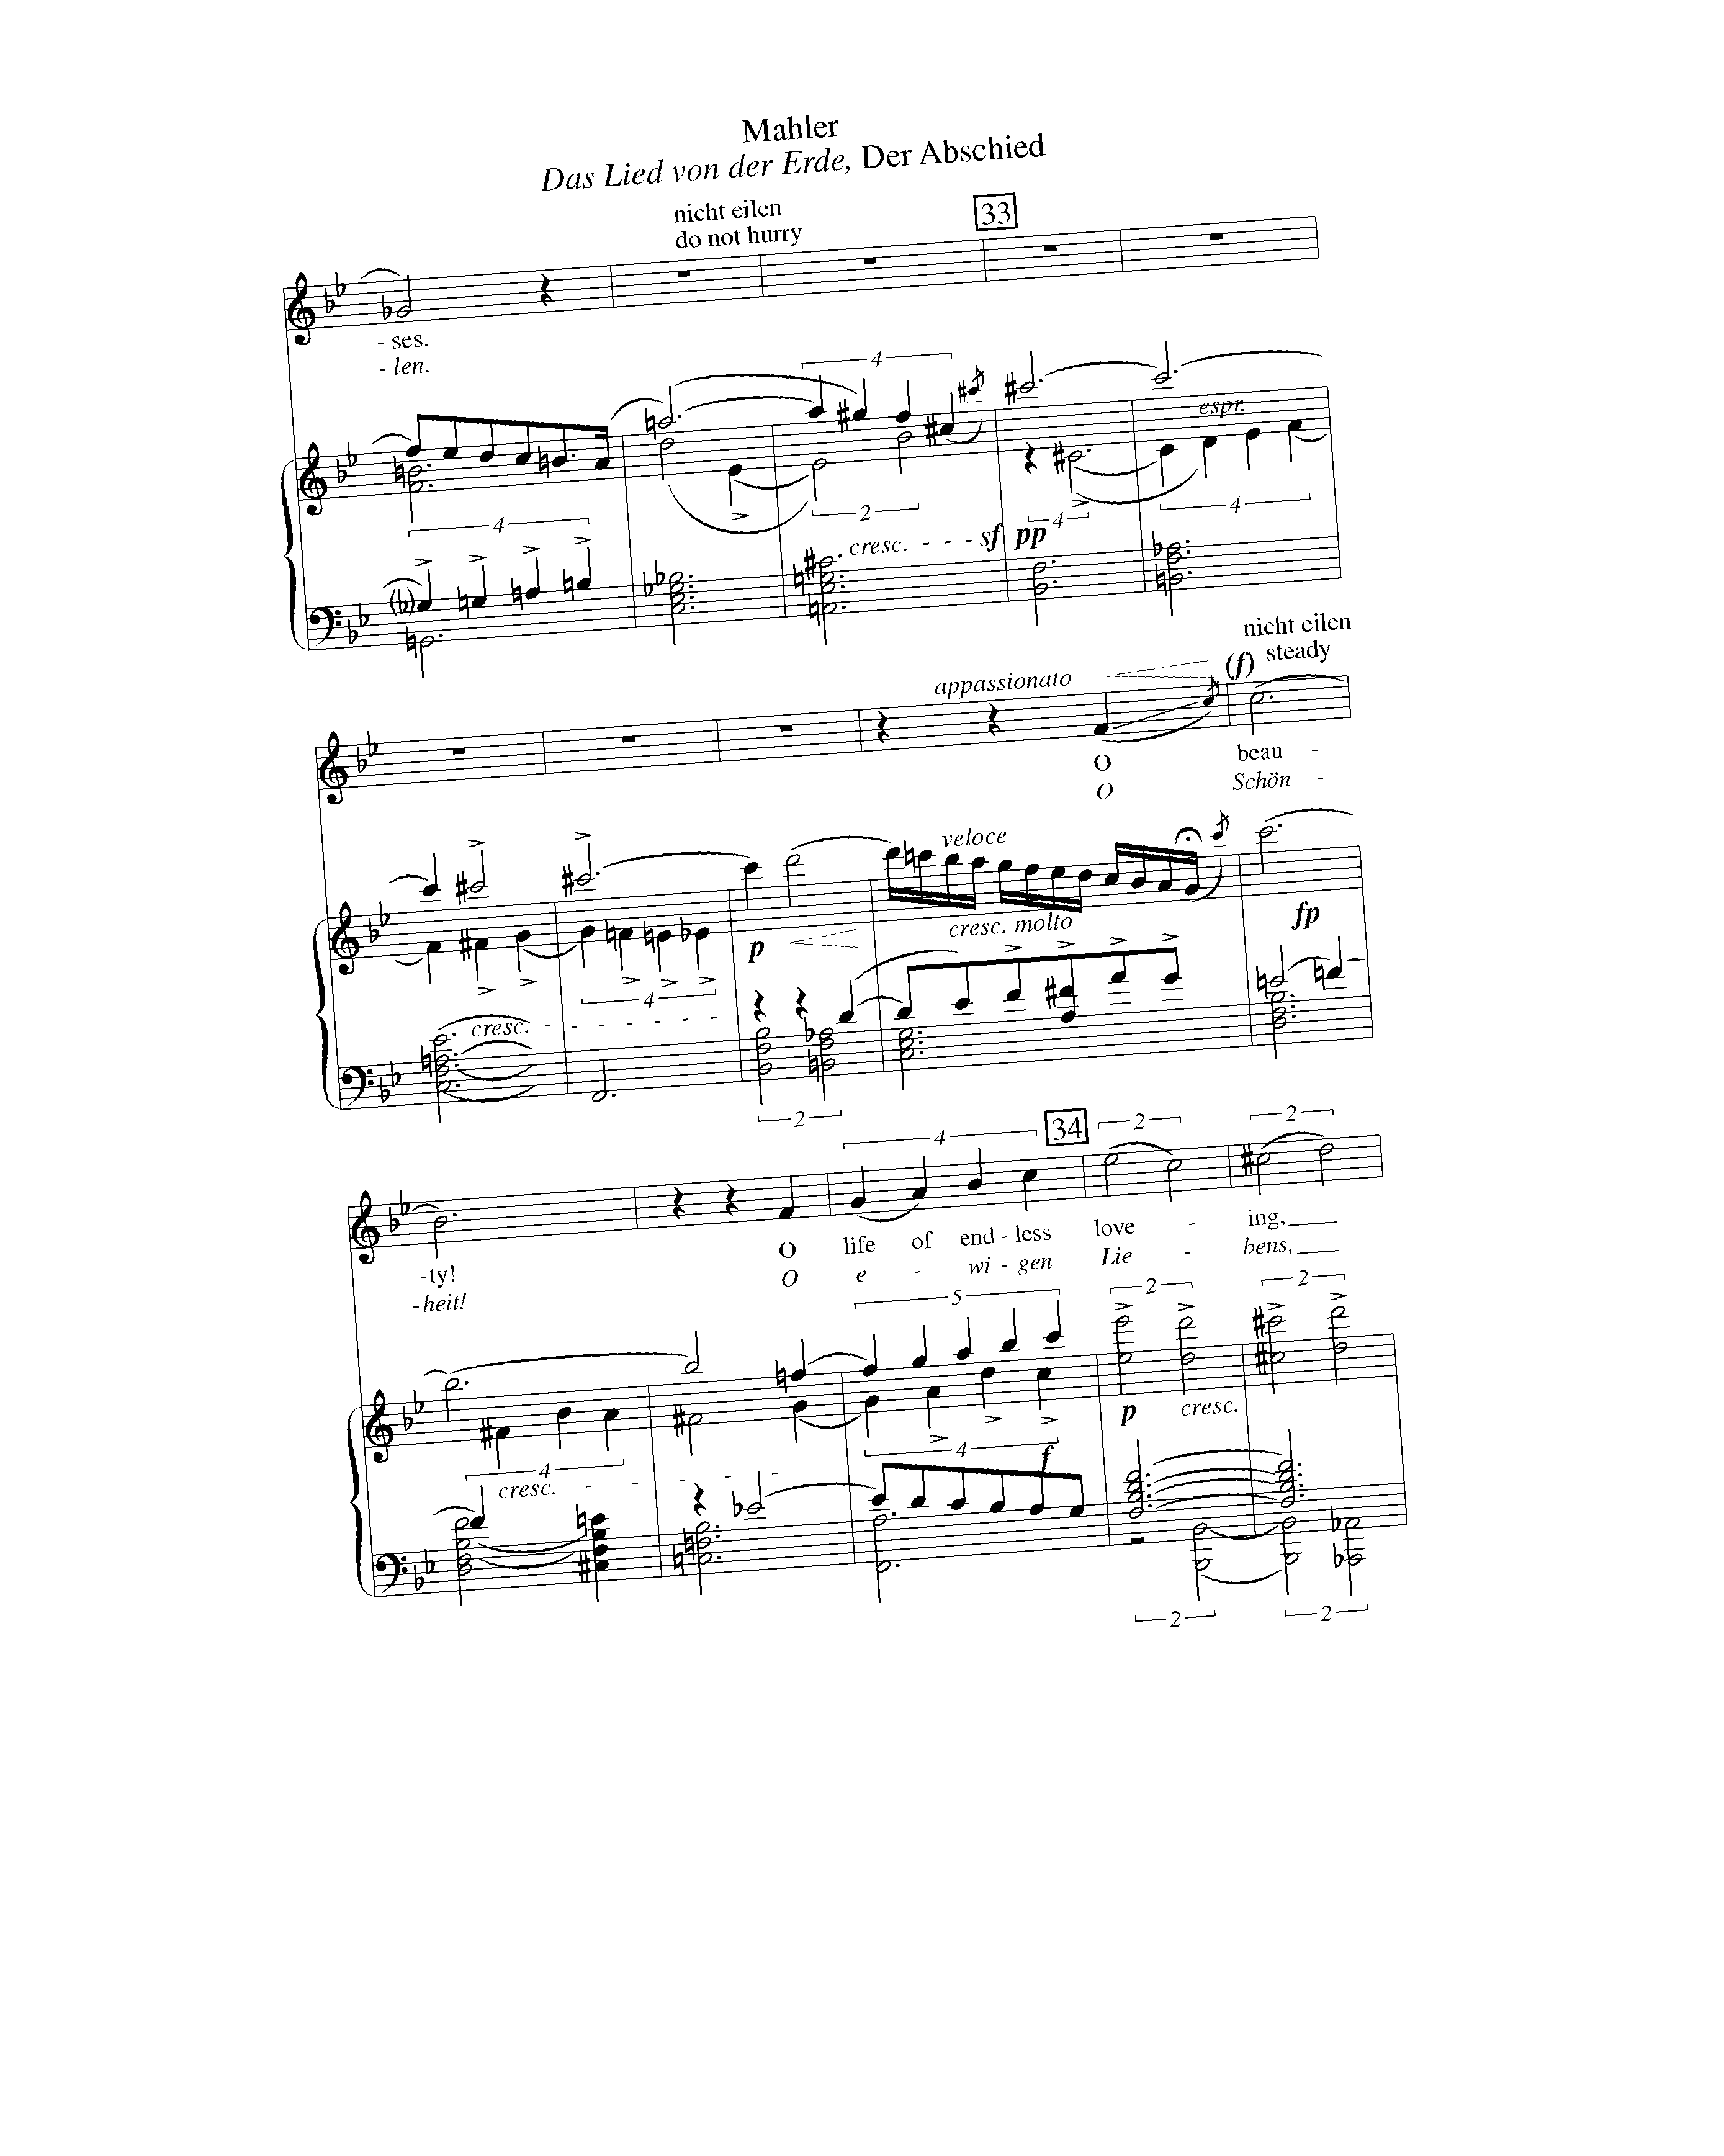 Mahler
Das Lied von der Erde, Der Abschied
nicht eilen
do not hurry
33
- ses.
- len.
4
espr.
4
2
4
4
cresc. - - - sf pp
nicht eilen
steady
appassionato
(f)
O beau -
O Schön -
veloce
cresc. molto
fp
p
4
cresc. - - - - - - -
2
4
34
2
2
O life of end - less love - ing,
-ty!
O e - wi - gen Lie - bens,
-heit!
5
2
2
p cresc.
4
cresc. - - - - -
4
f
2
2